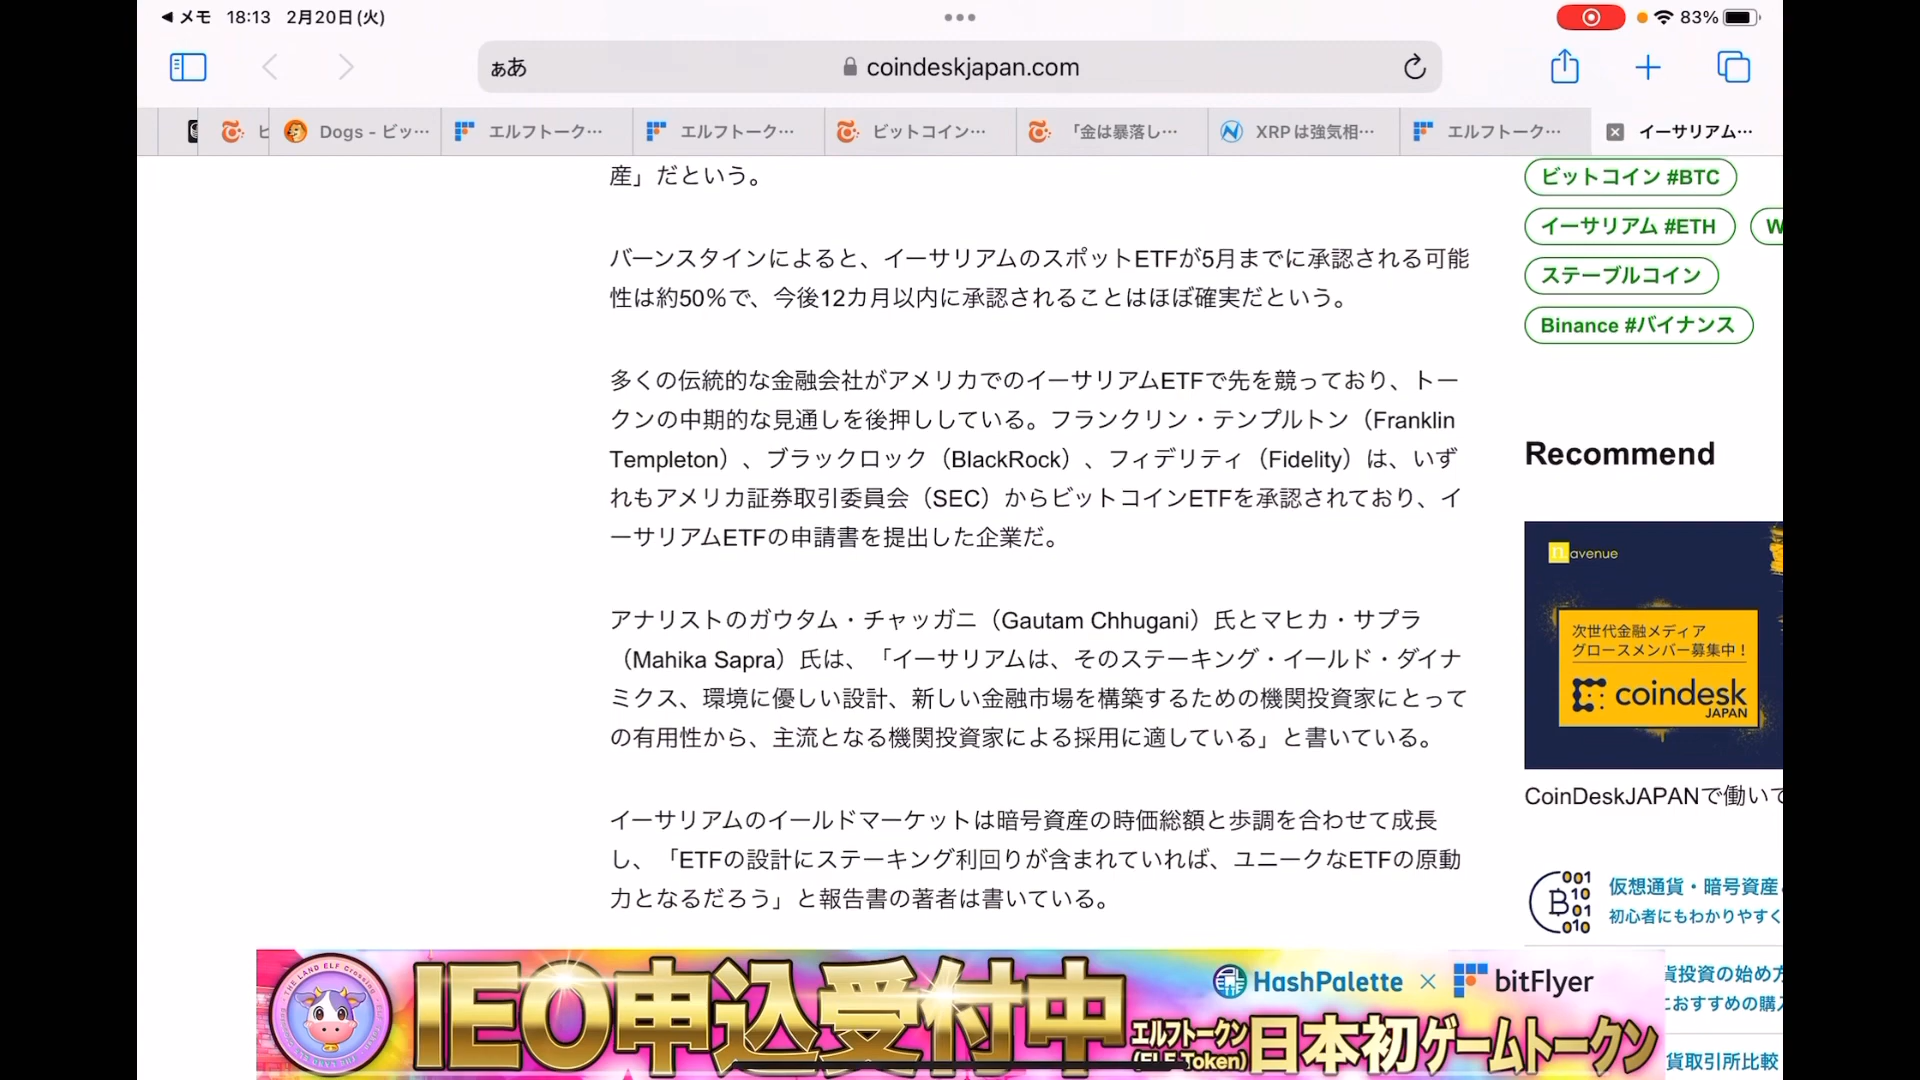 メモ 18:13 2月20日(火)
83%
ぁあ
coindeskjapan.com
ビ
Dogs - ビッ…
エルフトーク…
エルフトーク…
ビットコイン…
「金は暴落し…
XRP は強気相…
エルフトーク…
イーサリアム…
産」だという。
バーンスタインによると、イーサリアムのスポットETFが5月までに承認される可能
性は約50%で、今後12カ月以内に承認されることはほぼ確実だという。
多くの伝統的な金融会社がアメリカでのイーサリアムETFで先を競っており、トー
クンの中期的な見通しを後押ししている。フランクリン・テンプルトン（Franklin
Templeton）、ブラックロック（BlackRock）、フィデリティ（Fidelity）は、いず
れもアメリカ証券取引委員会（SEC）からビットコインETFを承認されており、イ
ーサリアムETFの申請書を提出した企業だ。
アナリストのガウタム・チャッガニ（Gautam Chhugani）氏とマヒカ・サプラ
（Mahika Sapra）氏は、「イーサリアムは、そのステーキング・イールド・ダイナ
ミクス、環境に優しい設計、新しい金融市場を構築するための機関投資家にとって
の有用性から、主流となる機関投資家による採用に適している」と書いている。
イーサリアムのイールドマーケットは暗号資産の時価総額と歩調を合わせて成長
し、「ETFの設計にステーキング利回りが含まれていれば、ユニークなETFの原動
力となるだろう」と報告書の著者は書いている。
ビットコイン #BTC
イーサリアム #ETH
W
ステーブルコイン
Binance #バイナンス
Recommend
n.avenue
次世代金融メディア
グロースメンバー募集中！
coindesk
JAPAN
CoinDeskJAPANで働いて
仮想通貨・暗号資産
初心者にもわかりやすく
貨投資の始め方
におすすめの購入
貨取引所比較
THE LAND ELF Crossing
IEO申込受付中
HashPalette × bitFlyer
エルフトークン
(ELF Token)
日本初ゲームトークン